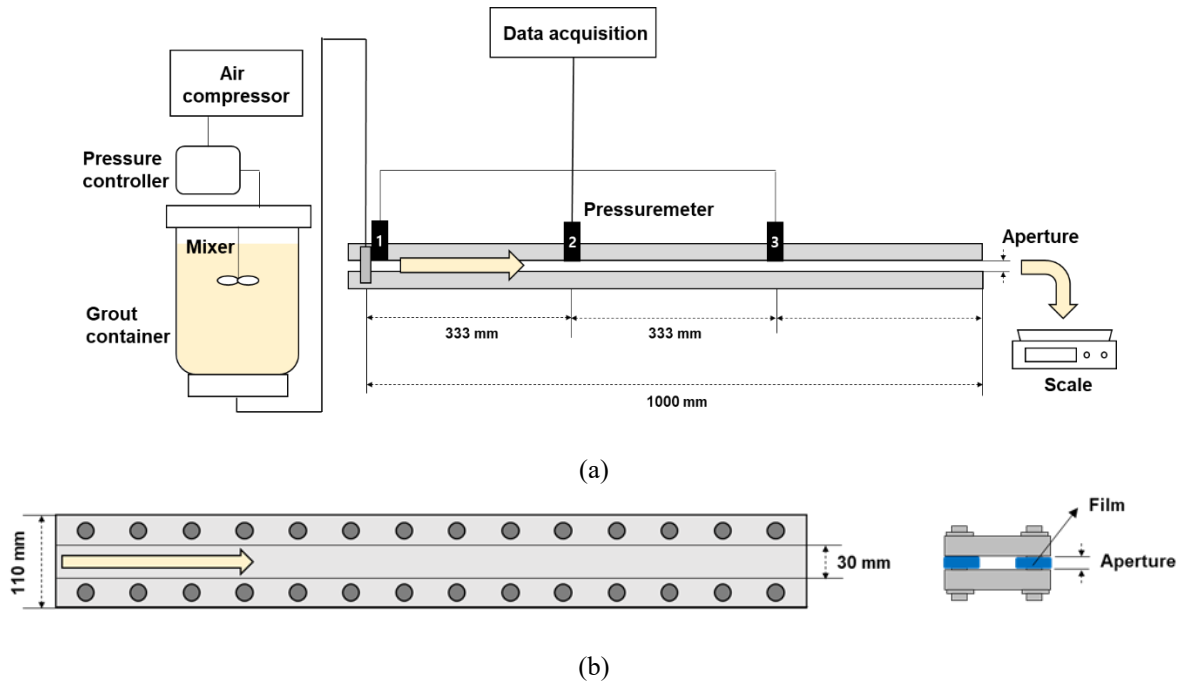 Data acquisition
Air
compressor
Pressure
controller
Mixer
Grout
container
Pressuremeter
1
2
3
Aperture
333 mm
333 mm
1000 mm
Scale
(a)
110 mm
30 mm
Film
Aperture
(b)